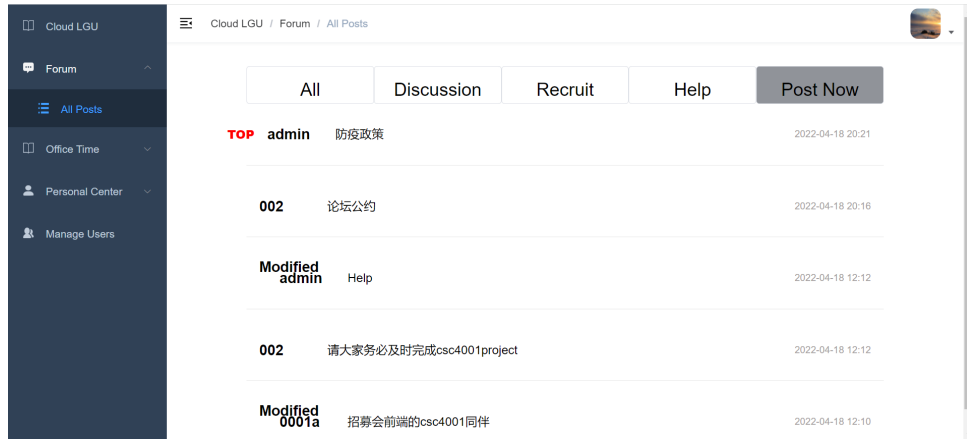 Cloud LGU
Cloud LGU / Forum / All Posts
Forum
All Posts
Office Time
Personal Center
Manage Users
All Discussion Recruit Help Post Now
TOP admin 防疫政策 2022-04-18 20:21
002 论坛公约 2022-04-18 20:16
Modified
admin Help 2022-04-18 12:12
002 请大家务必及时完成csc4001project 2022-04-18 12:12
Modified
0001a 招募会前端的csc4001同伴 2022-04-18 12:10